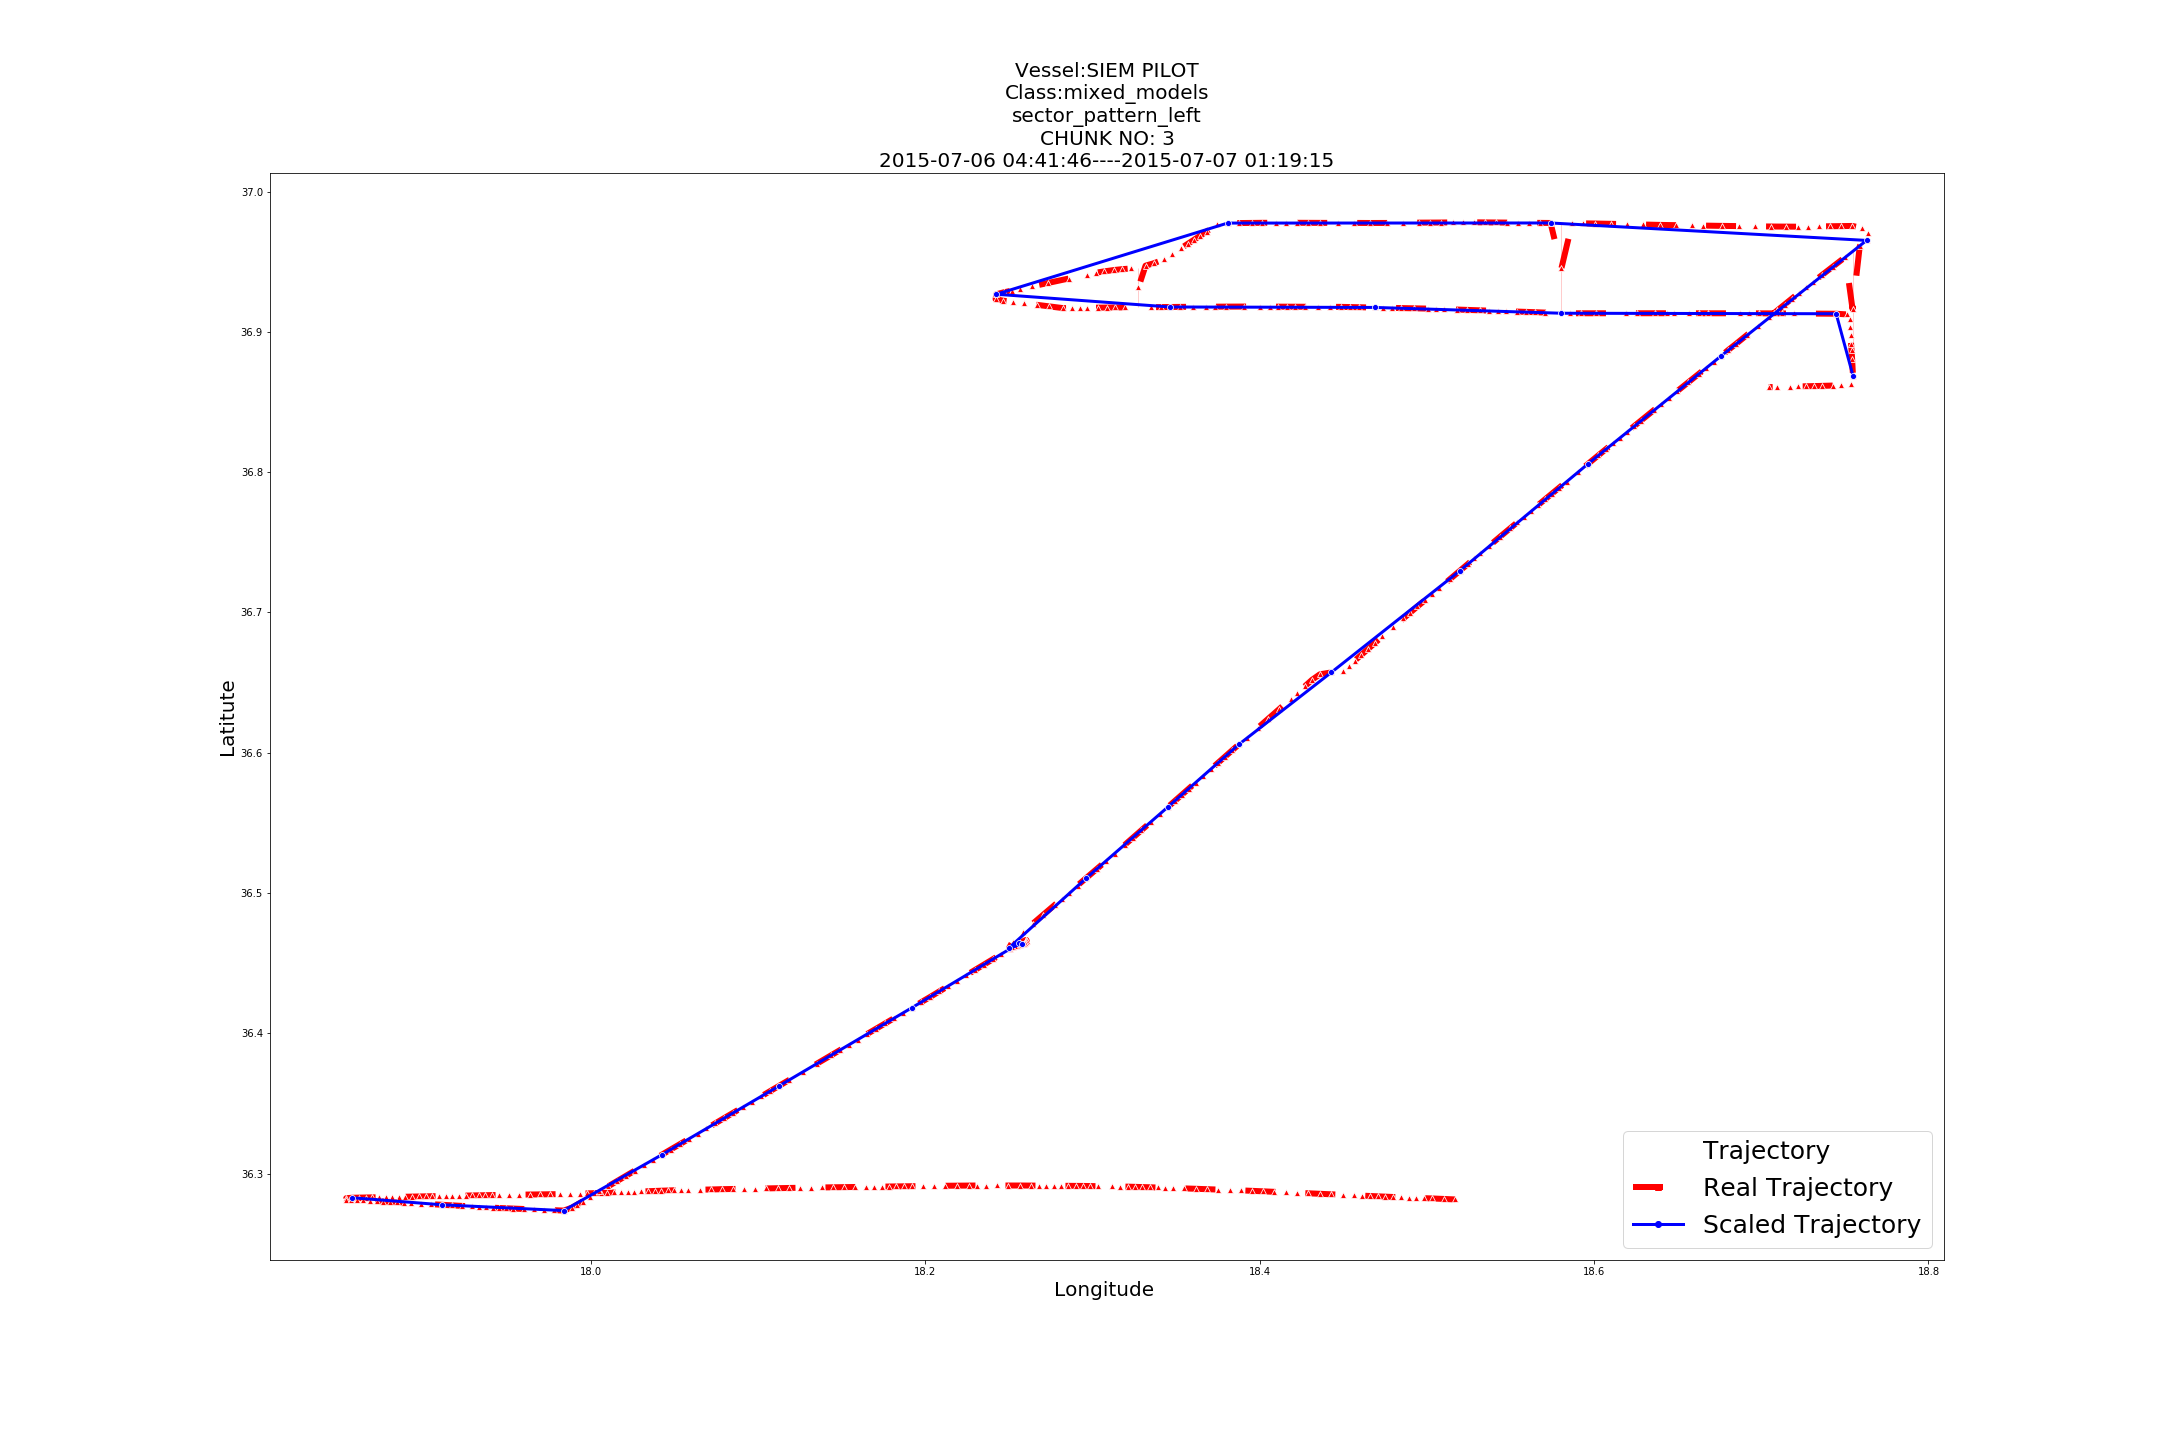 Vessel:SIEM PILOT
Class:mixed_models
sector_pattern_left
CHUNK NO: 3
2015-07-06 04:41:46----2015-07-07 01:19:15
37.0
36.9
36.8
36.7
36.6
36.5
36.4
36.3
Latitute
18.0
18.2
18.4
18.6
18.8
Longitude
Trajectory
Real Trajectory
Scaled Trajectory